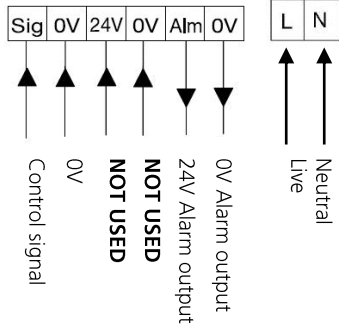 Sig 0V 24V 0V Alm 0V
L N
Control signal
0V
NOT USED
NOT USED
24V Alarm output
0V Alarm output
Live
Neutral